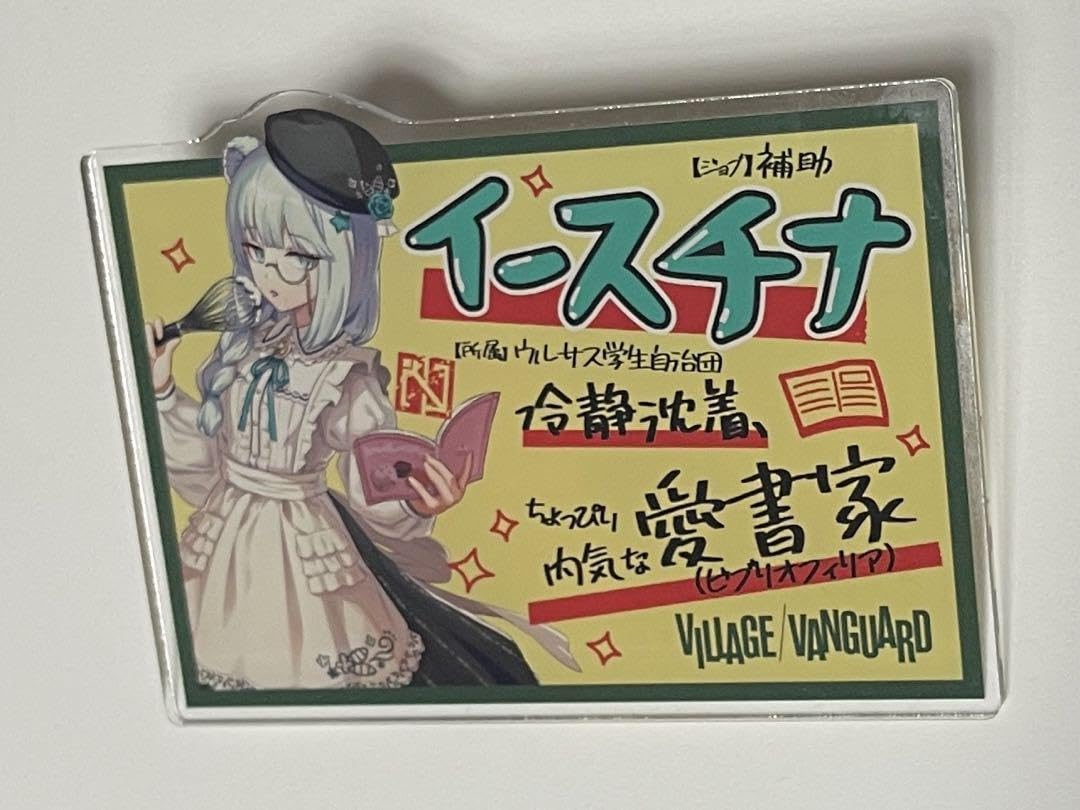 【ジョブ】補助
イースチナ
【所属】ウルーサス学生自治団
冷静沈着、
ちょっぴり
内気な愛書家
(ビブリオフィリア)
VILLAGE/VANGUARD